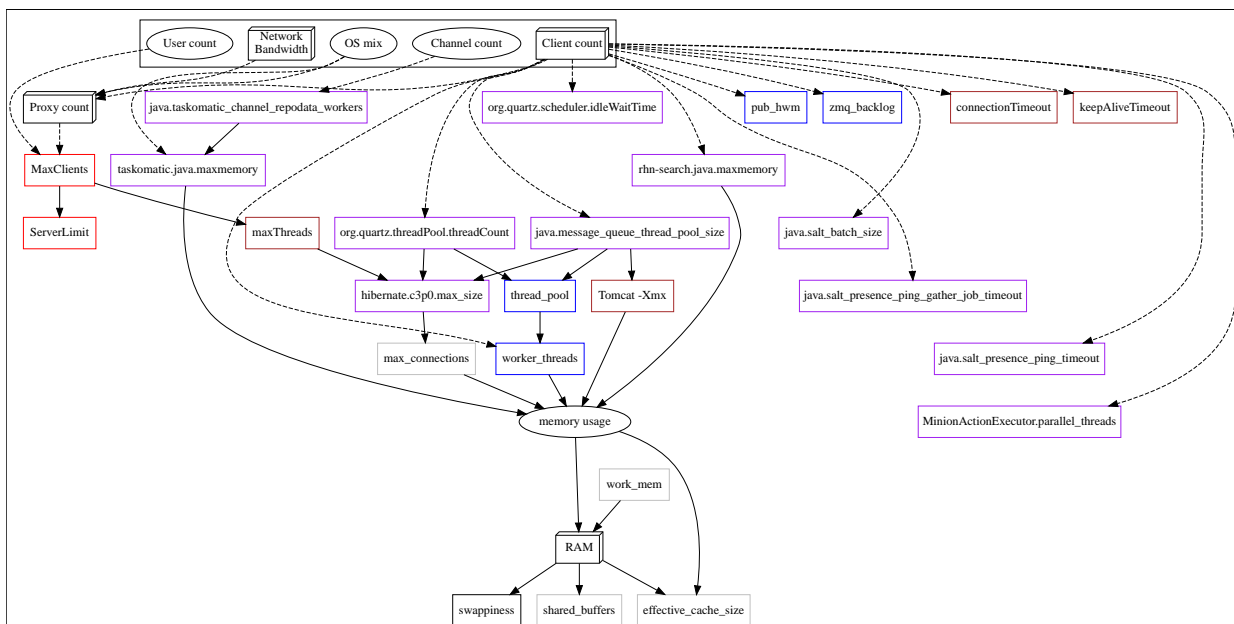 User count
Network
Bandwidth
OS mix
Channel count
Client count
Proxy count
java.taskomatic_channel_repodata_workers
org.quartz.scheduler.idleWaitTime
pub_hwm
zmq_backlog
connectionTimeout
keepAliveTimeout
MaxClients
taskomatic.java.maxmemory
rhn-search.java.maxmemory
ServerLimit
maxThreads
org.quartz.threadPool.threadCount
java.message_queue_thread_pool_size
java.salt_batch_size
hibernate.c3p0.max_size
thread_pool
Tomcat -Xmx
java.salt_presence_ping_gather_job_timeout
max_connections
worker_threads
java.salt_presence_ping_timeout
memory usage
MinionActionExecutor.parallel_threads
work_mem
RAM
swappiness
shared_buffers
effective_cache_size